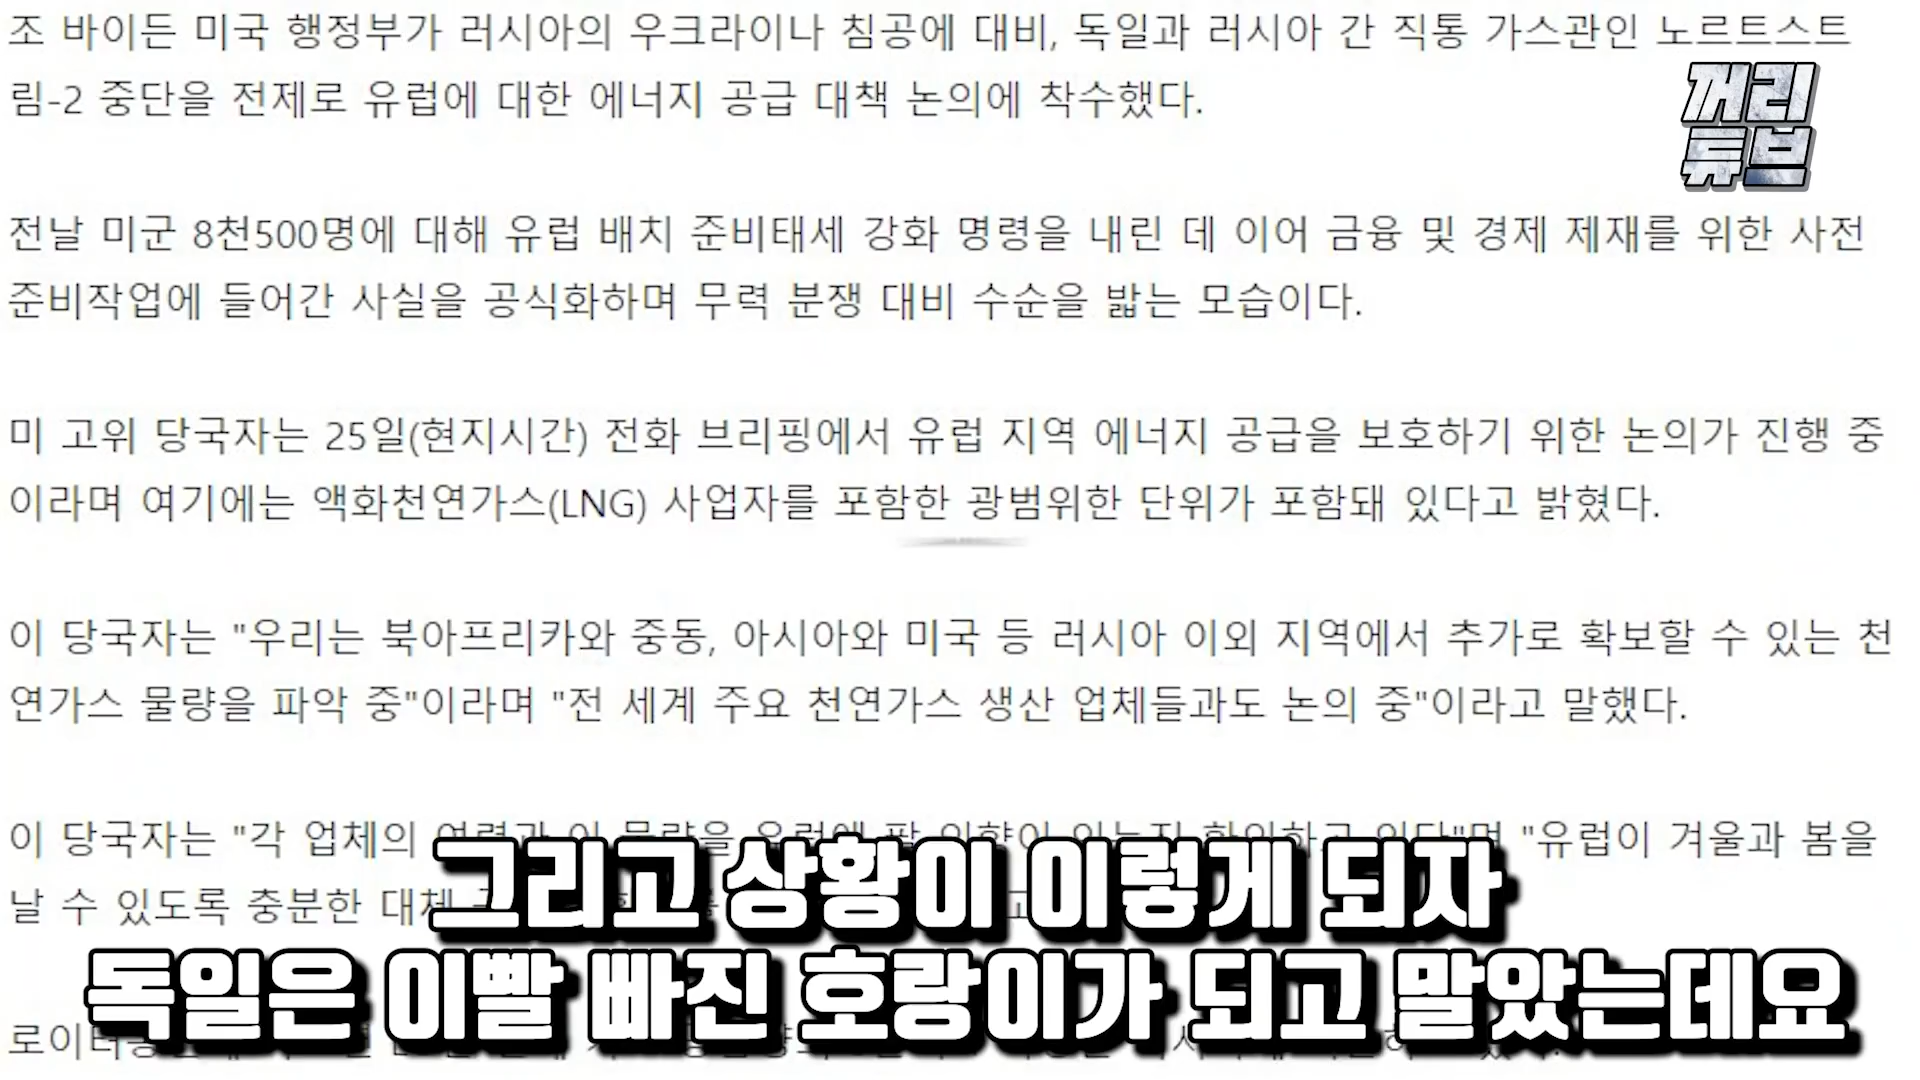 조 바이든 미국 행정부가 러시아의 우크라이나 침공에 대비, 독일과 러시아 간 직통 가스관인 노르트스트
림-2 중단을 전제로 유럽에 대한 에너지 공급 대책 논의에 착수했다.
꺼리
튜브
전날 미군 8천500명에 대해 유럽 배치 준비태세 강화 명령을 내린 데 이어 금융 및 경제 제재를 위한 사전
준비작업에 들어간 사실을 공식화하며 무력 분쟁 대비 수순을 밟는 모습이다.
미 고위 당국자는 25일(현지시간) 전화 브리핑에서 유럽 지역 에너지 공급을 보호하기 위한 논의가 진행 중
이라며 여기에는 액화천연가스(LNG) 사업자를 포함한 광범위한 단위가 포함돼 있다고 밝혔다.
이 당국자는 "우리는 북아프리카와 중동, 아시아와 미국 등 러시아 이외 지역에서 추가로 확보할 수 있는 천
연가스 물량을 파악 중"이라며 "전 세계 주요 천연가스 생산 업체들과도 논의 중"이라고 말했다.
이 당국자는 "각 업체의 "유럽이 겨울과 봄을
날 수 있도록 충분한 대체
그리고 상황이 이렇게 되자
독일은 이빨 빠진 호랑이가 되고 말았는데요